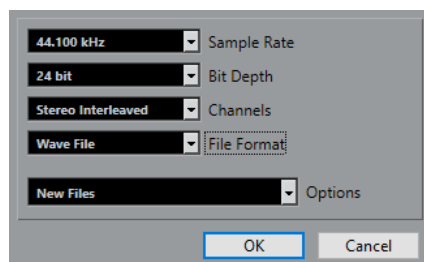 44.100 kHz Sample Rate
24 bit Bit Depth
Stereo Interleaved Channels
Wave File File Format
New Files Options
OK Cancel